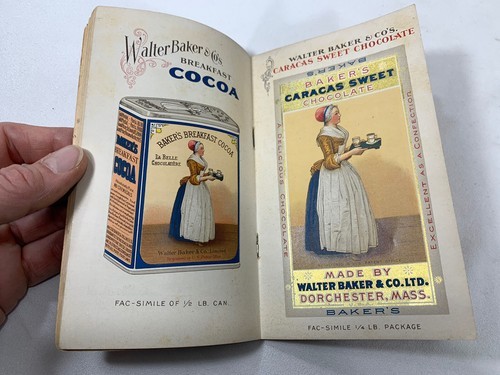 Walter Baker & Co's.
BREAKFAST
COCOA
BAKER'S BREAKFAST COCOA
LA BELLE
CHOCOLATIÈRE
BAKER'S
BREAKFAST
COCOA
Walter Baker & Co. Limited
FAC-SIMILE OF ½ LB. CAN.
WALTER BAKER & CO'S.
CARACAS SWEET CHOCOLATE
BAKER'S
BAKER'S
CARACAS SWEET
CHOCOLATE
A DELICIOUS CHOCOLATE
EXCELLENT AS A CONFECTION
MADE BY
WALTER BAKER & CO. LTD.
DORCHESTER, MASS.
BAKER'S
FAC-SIMILE ¼ LB. PACKAGE